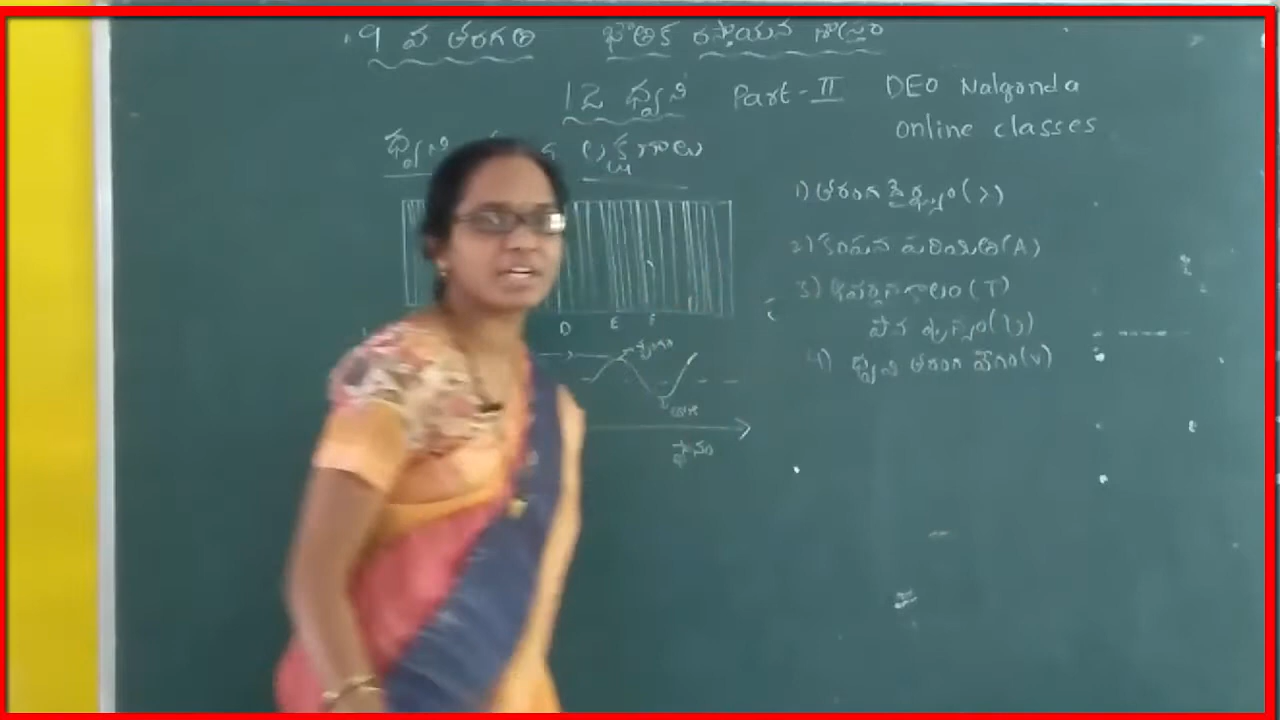 9 వ తరగతి భౌతిక రసాయన శాస్త్రం
12 ధ్వని Part-II DEO Nalgonda
online classes
ధ్వని లక్షణాలు
1) తరంగ దైర్ఘ్యం (λ)
2) కంపన పరిమితి (A)
3) ఆవర్తన కాలం (T)
పౌన పున్యం (ν)
4) ధ్వని తరంగ వేగం (v)
D E F
శృంగం
ద్రోణి
స్థానం